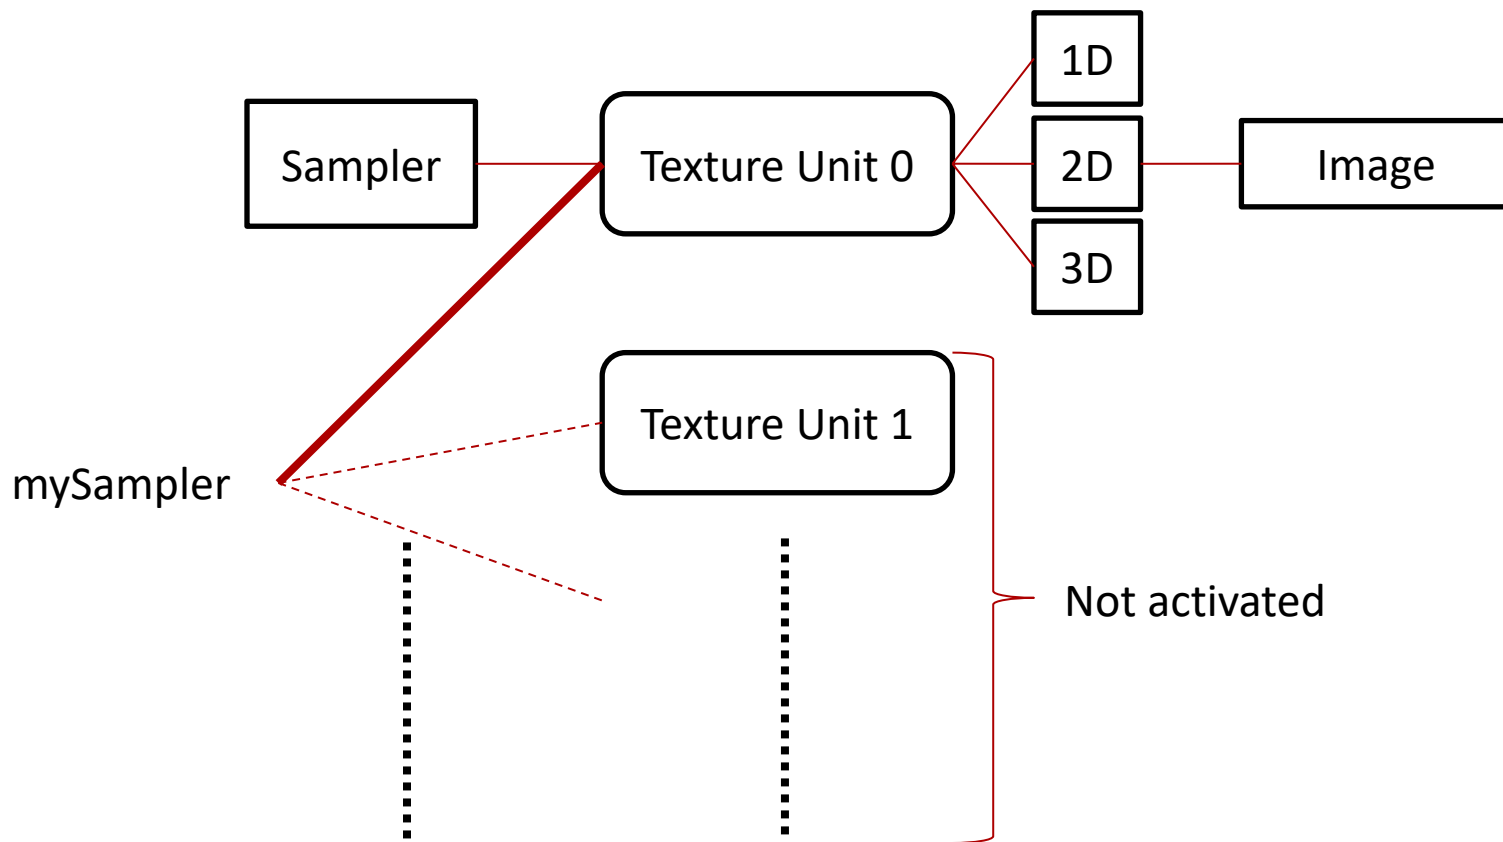 1D
Sampler
Texture Unit 0
2D
Image
3D
Texture Unit 1
mySampler
Not activated